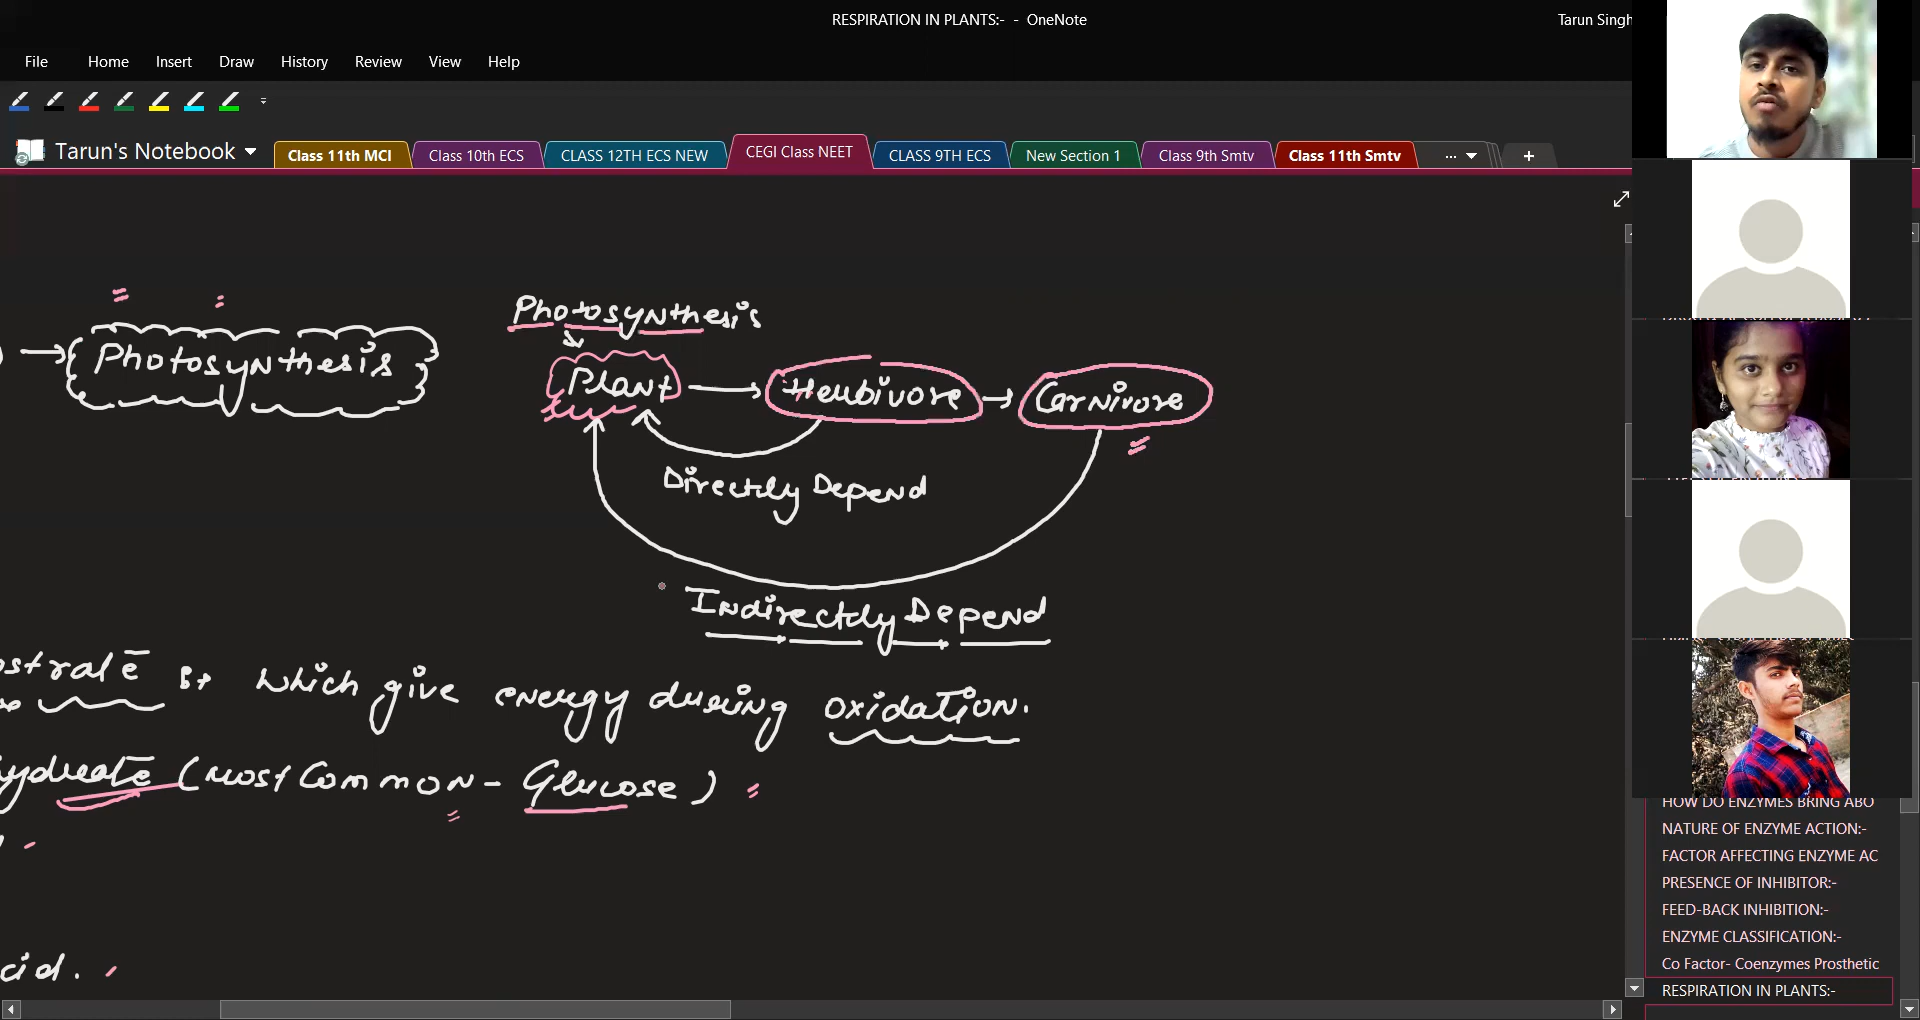 RESPIRATION IN PLANTS:- - OneNote
Tarun Singh
File Home Insert Draw History Review View Help
Tarun's Notebook
Class 11th MCI
Class 10th ECS
CLASS 12TH ECS NEW
CEGI Class NEET
CLASS 9TH ECS
New Section 1
Class 9th Smtv
Class 11th Smtv
...
+
Photosynthesis
Photosynthesis
Plant → Herbivore → Carnivore
Directly Depend
Indirectly Depend
ostrate which give energy during oxidation.
ydrate (most Common - Glucose)
cid.
HOW DO ENZYMES BRING ABO
NATURE OF ENZYME ACTION:-
FACTOR AFFECTING ENZYME AC
PRESENCE OF INHIBITOR:-
FEED-BACK INHIBITION:-
ENZYME CLASSIFICATION:-
Co Factor- Coenzymes Prosthetic
RESPIRATION IN PLANTS:-